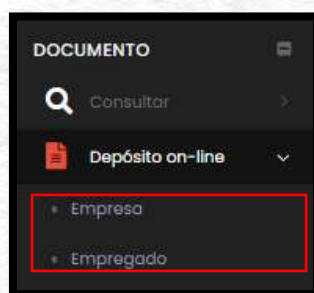 DOCUMENTO
Consultar
Depósito on-line
Empresa
Empregado